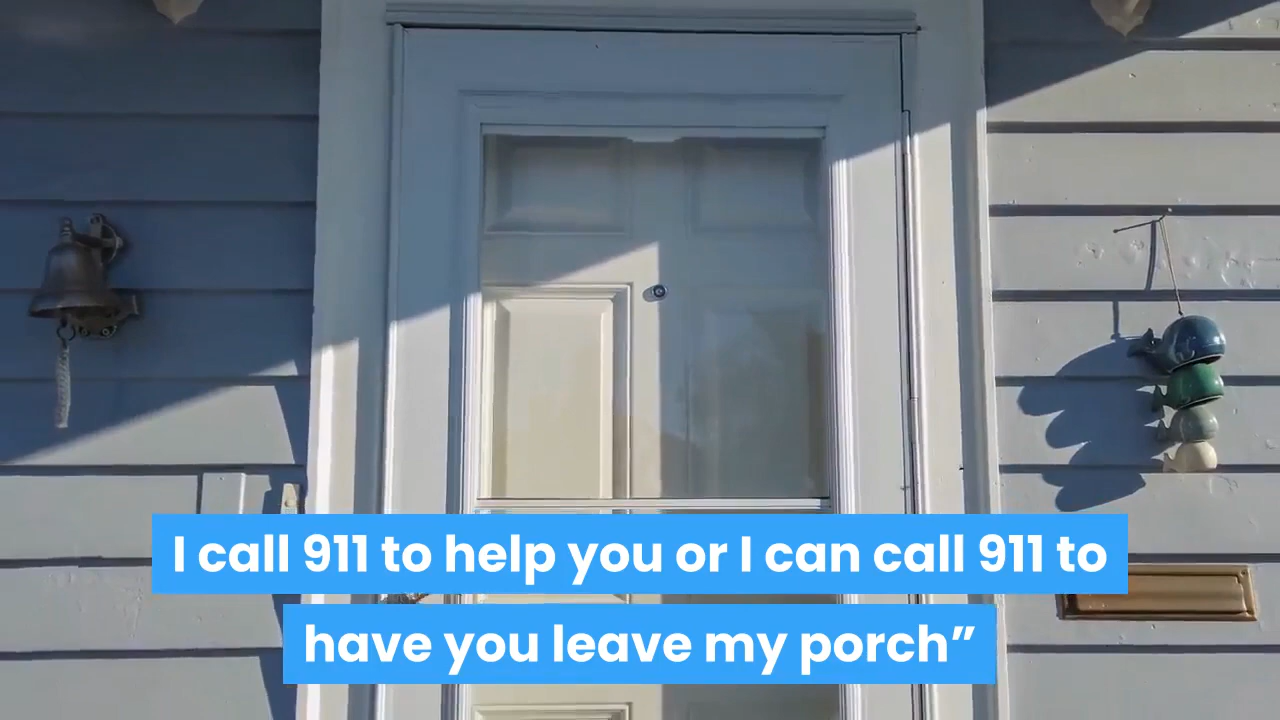 I call 911 to help you or I can call 911 to
have you leave my porch”